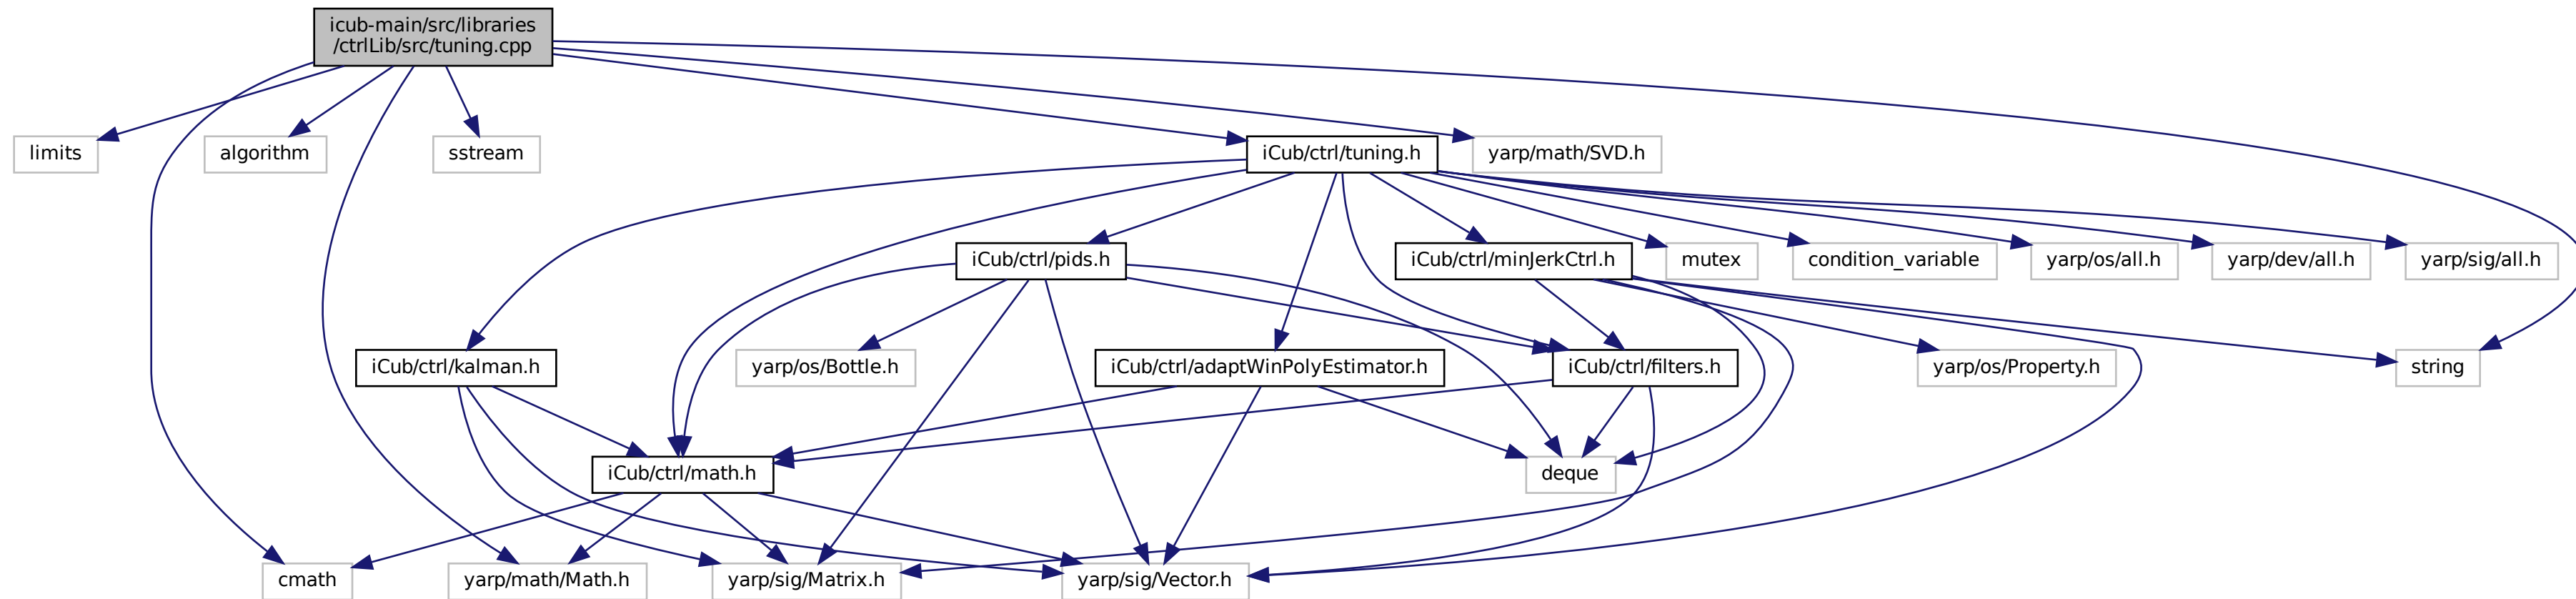 icub-main/src/libraries
/ctrlLib/src/tuning.cpp
limits
algorithm
sstream
iCub/ctrl/tuning.h
yarp/math/SVD.h
iCub/ctrl/pids.h
iCub/ctrl/minJerkCtrl.h
mutex
condition_variable
yarp/os/all.h
yarp/dev/all.h
yarp/sig/all.h
iCub/ctrl/kalman.h
yarp/os/Bottle.h
iCub/ctrl/adaptWinPolyEstimator.h
iCub/ctrl/filters.h
yarp/os/Property.h
string
iCub/ctrl/math.h
deque
cmath
yarp/math/Math.h
yarp/sig/Matrix.h
yarp/sig/Vector.h